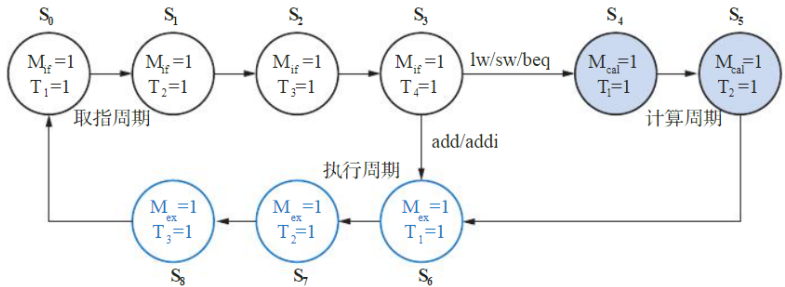 S0 S1 S2 S3 S4 S5
Mif=1 Mif=1 Mif=1 Mif=1 lw/sw/beq Mcal=1 Mcal=1
T1=1 T2=1 T3=1 T4=1 T1=1 T2=1
取指周期 计算周期
add/addi
执行周期
Mex=1 Mex=1 Mex=1
T3=1 T2=1 T1=1
S8 S7 S6